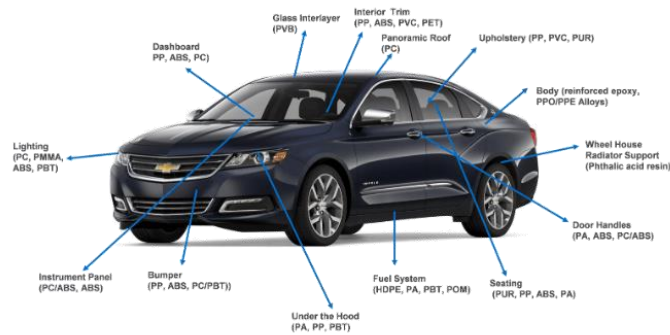 Glass Interlayer
(PVB)
Interior Trim
(PP, ABS, PVC, PET)
Panoramic Roof
(PC)
Upholstery (PP, PVC, PUR)
Dashboard
PP, ABS, PC)
Body (reinforced epoxy,
PPO/PPE Alloys)
Lighting
(PC, PMMA,
ABS, PBT)
Wheel House
Radiator Support
(Phthalic acid resin)
Door Handles
(PA, ABS, PC/ABS)
Instrument Panel
(PC/ABS, ABS)
Bumper
(PP, ABS, PC/PBT))
Fuel System
(HDPE, PA, PBT, POM)
Seating
(PUR, PP, ABS, PA)
Under the Hood
(PA, PP, PBT)